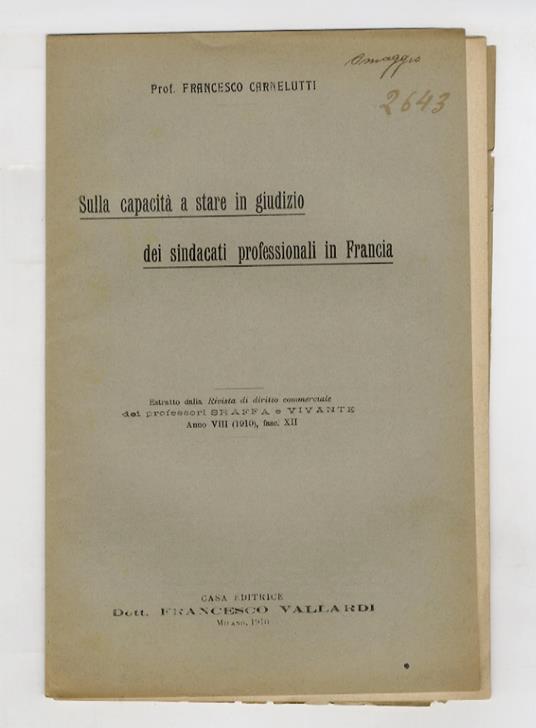 Omaggio
2643
Prof. FRANCESCO CARNELUTTI
Sulla capacità a stare in giudizio
dei sindacati professionali in Francia
Estratto dalla Rivista di diritto commerciale
dei professori SRAFFA e VIVANTE
Anno VIII (1910), fasc. XII
CASA EDITRICE
Dott. FRANCESCO VALLARDI
Milano, 1910